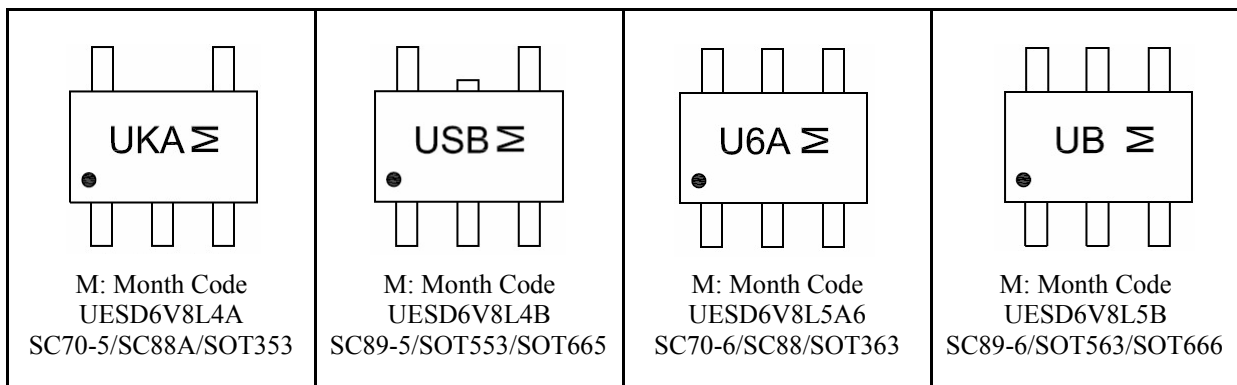 UKA M
M: Month Code
UESD6V8L4A
SC70-5/SC88A/SOT353
USB M
M: Month Code
UESD6V8L4B
SC89-5/SOT553/SOT665
U6A M
M: Month Code
UESD6V8L5A6
SC70-6/SC88/SOT363
UB M
M: Month Code
UESD6V8L5B
SC89-6/SOT563/SOT666